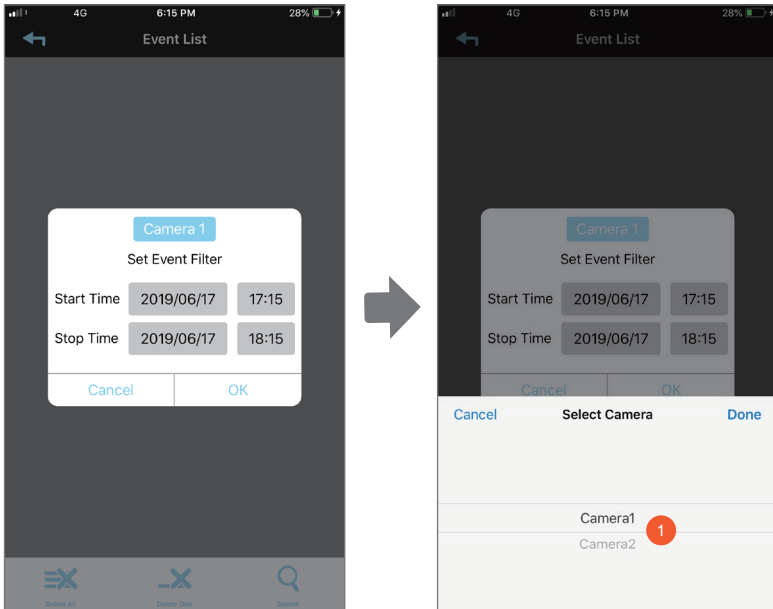 4G 6:15 PM 28%
Event List
Camera 1
Set Event Filter
Start Time 2019/06/17 17:15
Stop Time 2019/06/17 18:15
Cancel OK
Delete All Delete One Search
4G 6:15 PM 28%
Event List
Camera 1
Set Event Filter
Start Time 2019/06/17 17:15
Stop Time 2019/06/17 18:15
Cancel OK
Cancel Select Camera Done
Camera1
1
Camera2